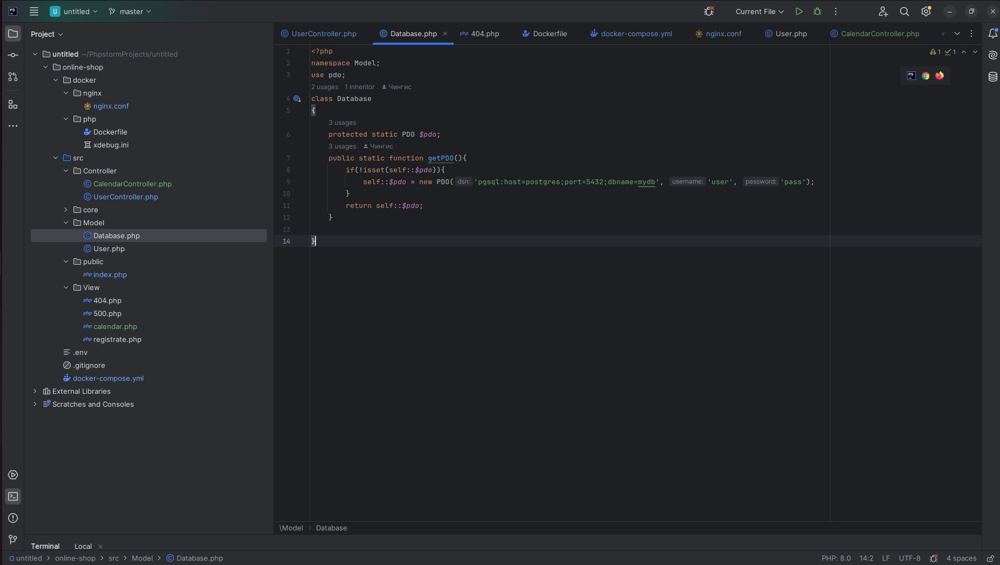 PS
U untitled
master
Current File
Project
untitled ~/PhpstormProjects/untitled
online-shop
docker
nginx
nginx.conf
php
Dockerfile
xdebug.ini
src
Controller
CalendarController.php
UserController.php
core
Model
Database.php
User.php
public
php index.php
View
php 404.php
php 500.php
php calendar.php
php registrate.php
.env
.gitignore
docker-compose.yml
External Libraries
Scratches and Consoles
UserController.php Database.php php 404.php Dockerfile docker-compose.yml nginx.conf User.php CalendarController.php
1 <?php
2 namespace Model;
3 use pdo;
2 usages 1 inheritor Чингис
4 class Database
5 {
3 usages
6 protected static PDO $pdo;
3 usages Чингис
7 public static function getPDO(){
8 if(!isset(self::$pdo)){
9 self::$pdo = new PDO( dsn: 'pgsql:host=postgres;port=5432;dbname=mydb', username: 'user', password: 'pass');
10 }
11 return self::$pdo;
12 }
13
14 }
1 1
PS
\Model Database
Terminal Local
untitled online-shop src Model Database.php
PHP: 8.0 14:2 LF UTF-8 4 spaces